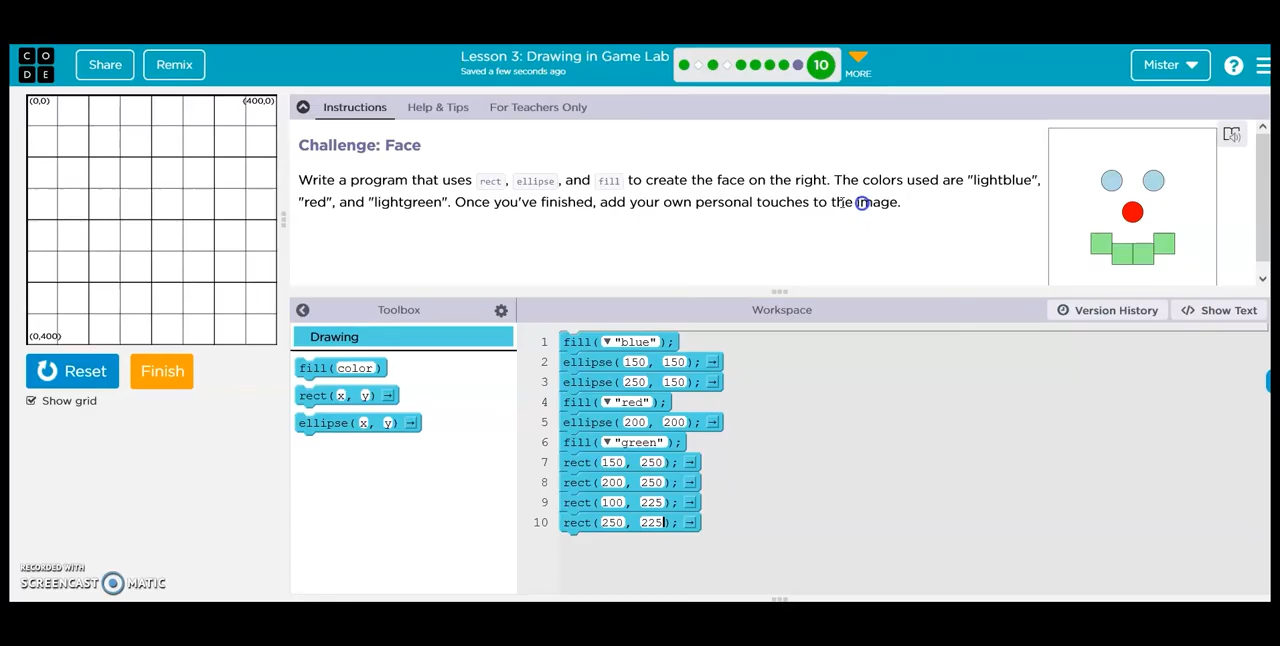 C O
D E
Share
Remix
Lesson 3: Drawing in Game Lab
Saved a few seconds ago
10
MORE
Mister
?
(0,0)
(400,0)
(0,400)
Reset
Finish
Show grid
Instructions
Help & Tips
For Teachers Only
Challenge: Face
Write a program that uses rect, ellipse, and fill to create the face on the right. The colors used are "lightblue",
"red", and "lightgreen". Once you've finished, add your own personal touches to the image.
Toolbox
Drawing
fill(color)
rect(x, y)
ellipse(x, y)
Workspace
Version History
</> Show Text
1 fill( "blue");
2 ellipse(150, 150);
3 ellipse(250, 150);
4 fill( "red");
5 ellipse(200, 200);
6 fill( "green");
7 rect(150, 250);
8 rect(200, 250);
9 rect(100, 225);
10 rect(250, 225);
RECORDED WITH
SCREENCAST MATIC